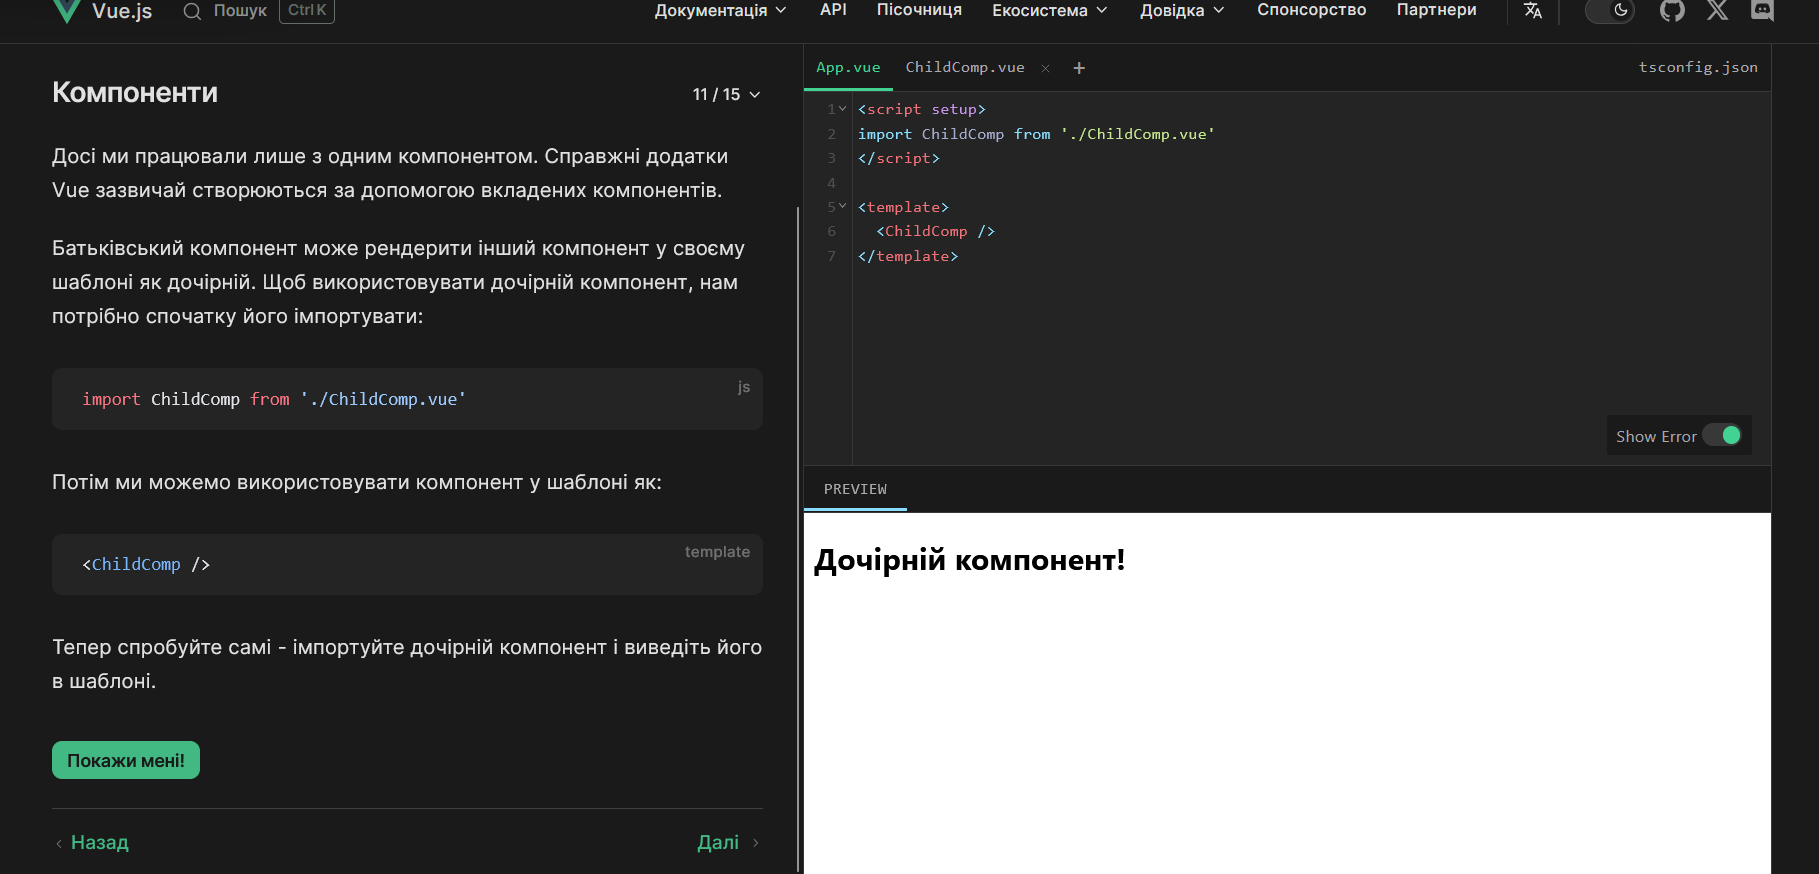 Vue.js Пошук Ctrl K Документація API Пісочниця Екосистема Довідка Спонсорство Партнери
Компоненти
11 / 15
Досі ми працювали лише з одним компонентом. Справжні додатки
Vue зазвичай створюються за допомогою вкладених компонентів.
Батьківський компонент може рендерити інший компонент у своєму
шаблоні як дочірній. Щоб використовувати дочірній компонент, нам
потрібно спочатку його імпортувати:
js
import ChildComp from './ChildComp.vue'
Потім ми можемо використовувати компонент у шаблоні як:
template
<ChildComp />
Тепер спробуйте самі - імпортуйте дочірній компонент і виведіть його
в шаблоні.
Покажи мені!
‹ Назад
Далі ›
App.vue ChildComp.vue × + tsconfig.json
1 <script setup>
2 import ChildComp from './ChildComp.vue'
3 </script>
4
5 <template>
6 <ChildComp />
7 </template>
Show Error
PREVIEW
Дочірній компонент!